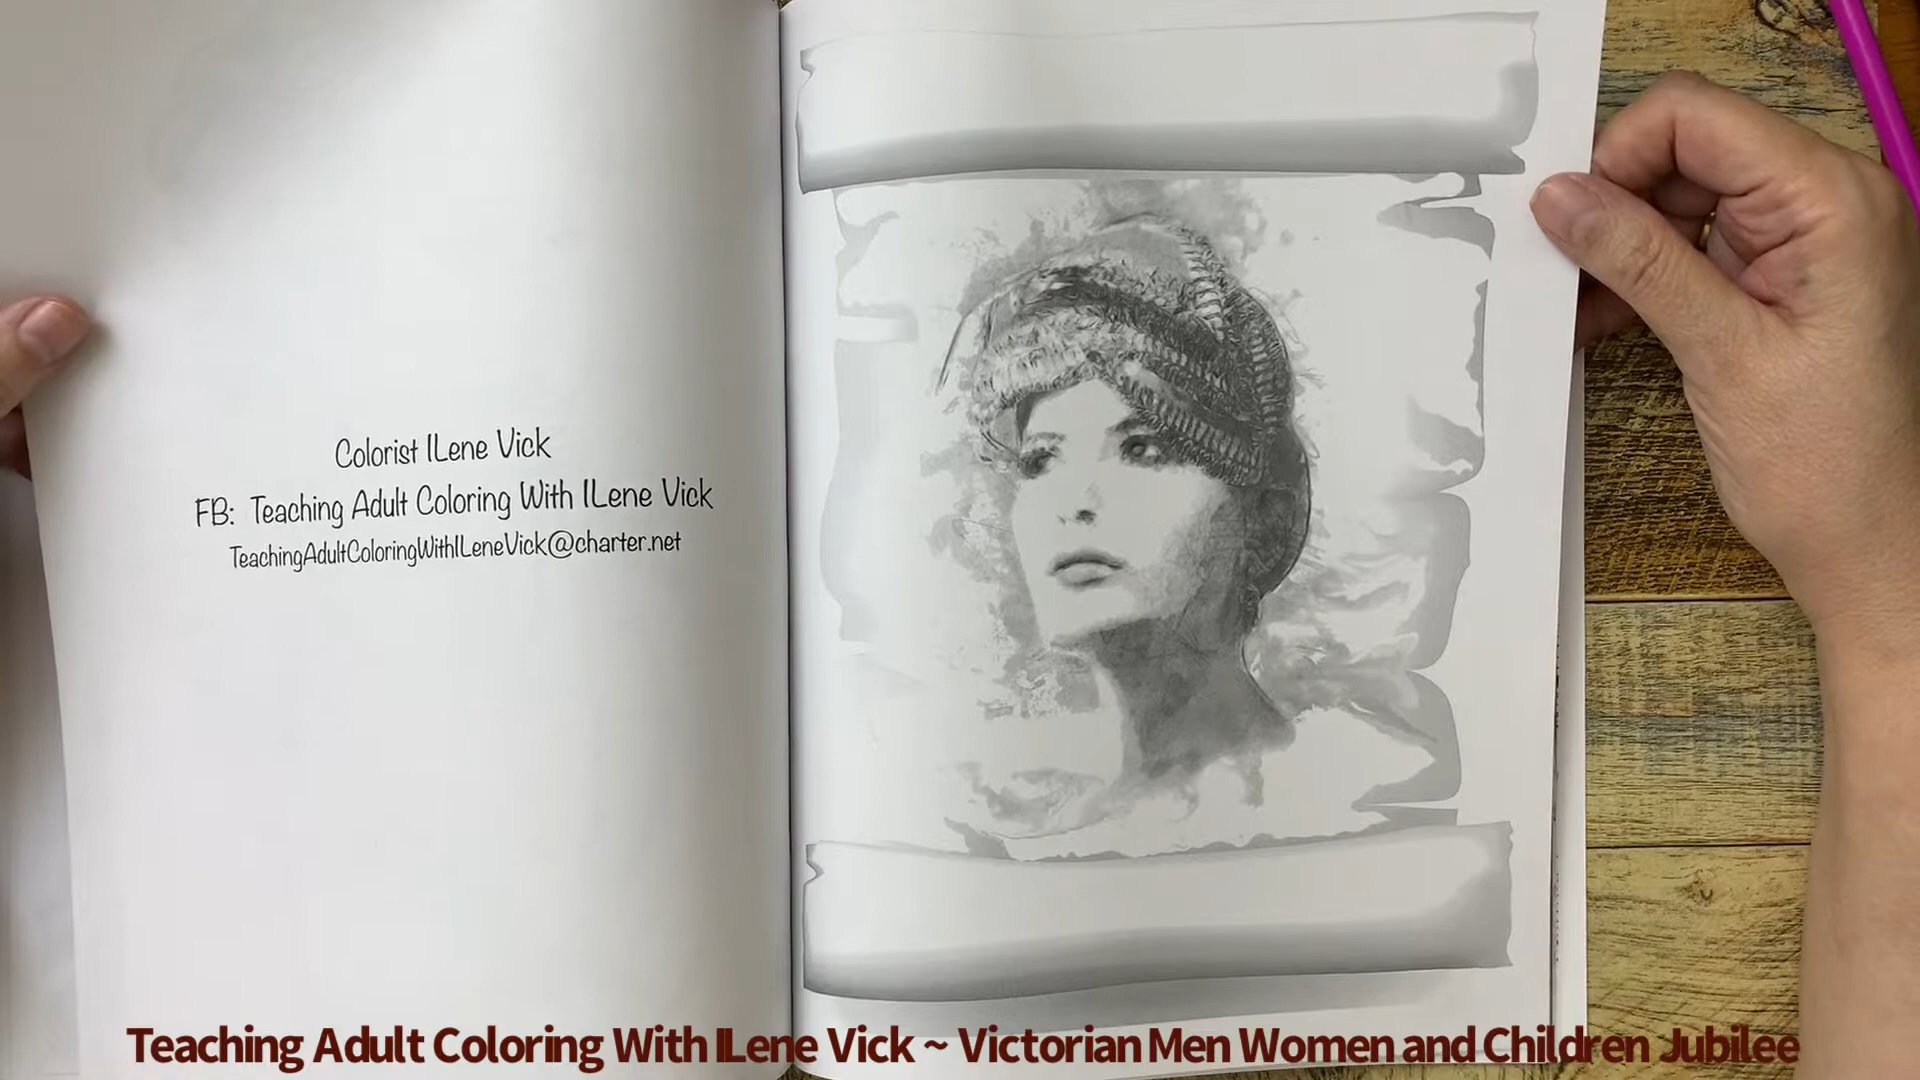 Colorist ILene Vick
FB: Teaching Adult Coloring With ILene Vick
TeachingAdultColoringWithILeneVick@charter.net
Teaching Adult Coloring With ILene Vick ~ Victorian Men Women and Children Jubilee